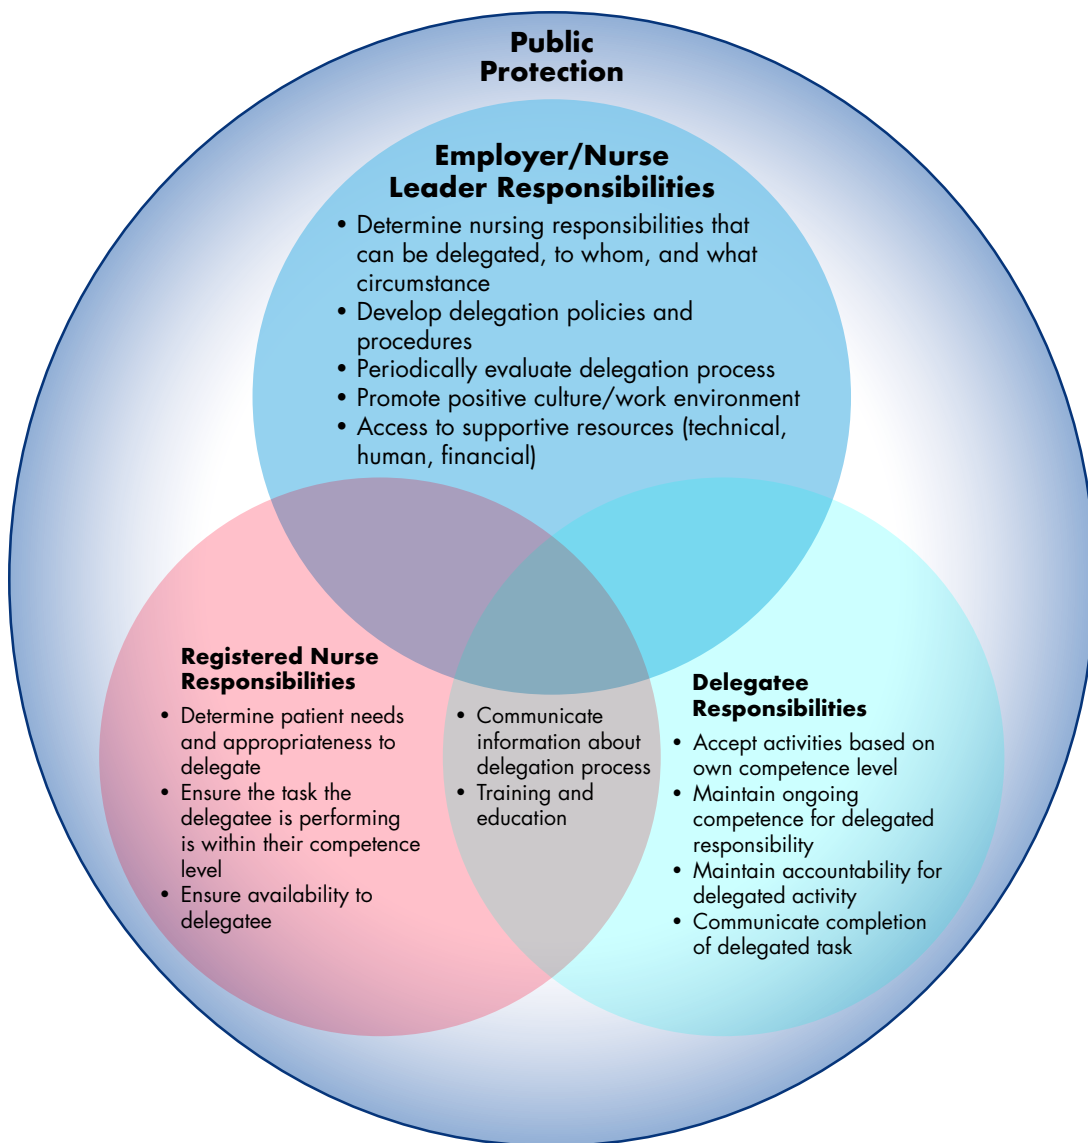 Public
Protection
Employer/Nurse
Leader Responsibilities
• Determine nursing responsibilities that
can be delegated, to whom, and what
circumstance
• Develop delegation policies and
procedures
• Periodically evaluate delegation process
• Promote positive culture/work environment
• Access to supportive resources (technical,
human, financial)
Registered Nurse
Responsibilities
• Determine patient needs
and appropriateness to
delegate
• Ensure the task the
delegatee is performing
is within their competence
level
• Ensure availability to
delegatee
• Communicate
information about
delegation process
• Training and
education
Delegatee
Responsibilities
• Accept activities based on
own competence level
• Maintain ongoing
competence for delegated
responsibility
• Maintain accountability for
delegated activity
• Communicate completion
of delegated task